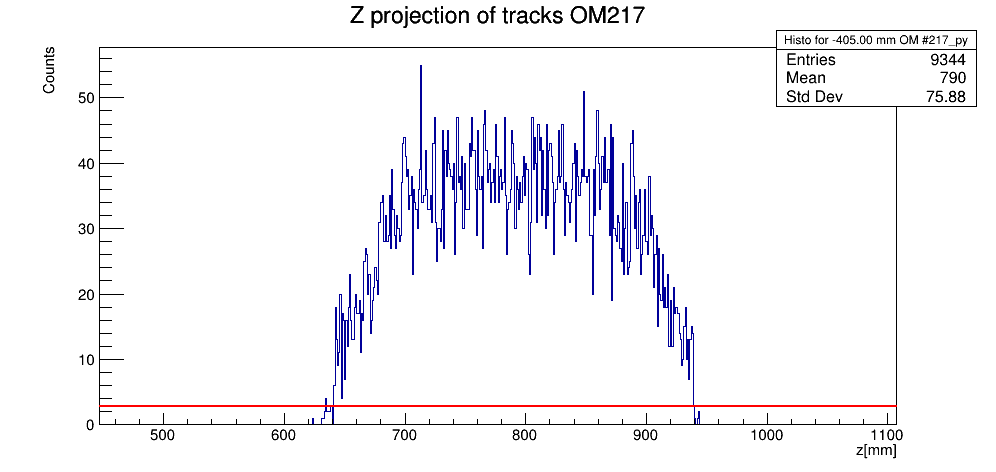 Z projection of tracks OM217
Histo for -405.00 mm OM #217_py
Entries 9344
Mean 790
Std Dev 75.88
Counts
50
40
30
20
10
0
500 600 700 800 900 1000 1100
z[mm]